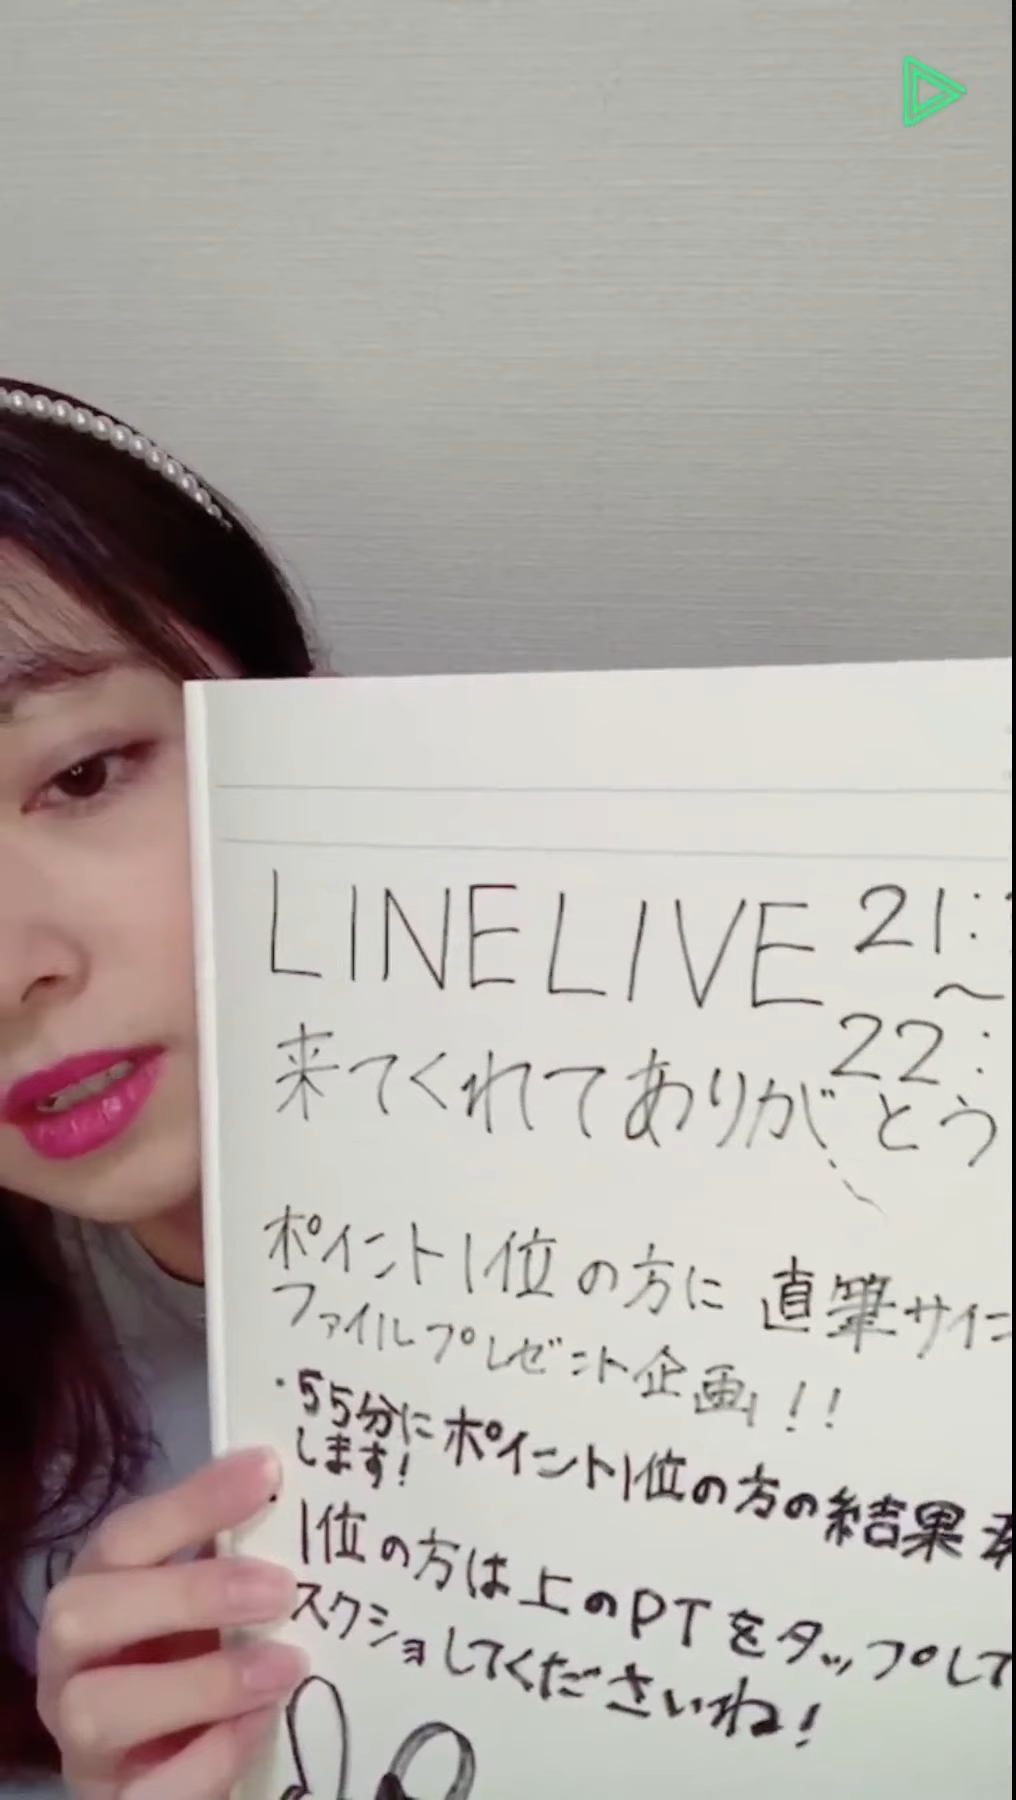 LINELIVE 21:
〜
22:
来てくれてありがとう
ポイント1位の方に 直筆サイン
ファイルプレゼント企画!!
・55分にポイント1位の方の結果
します!
・1位の方は上のPTをタップして
スクショしてくださいね!